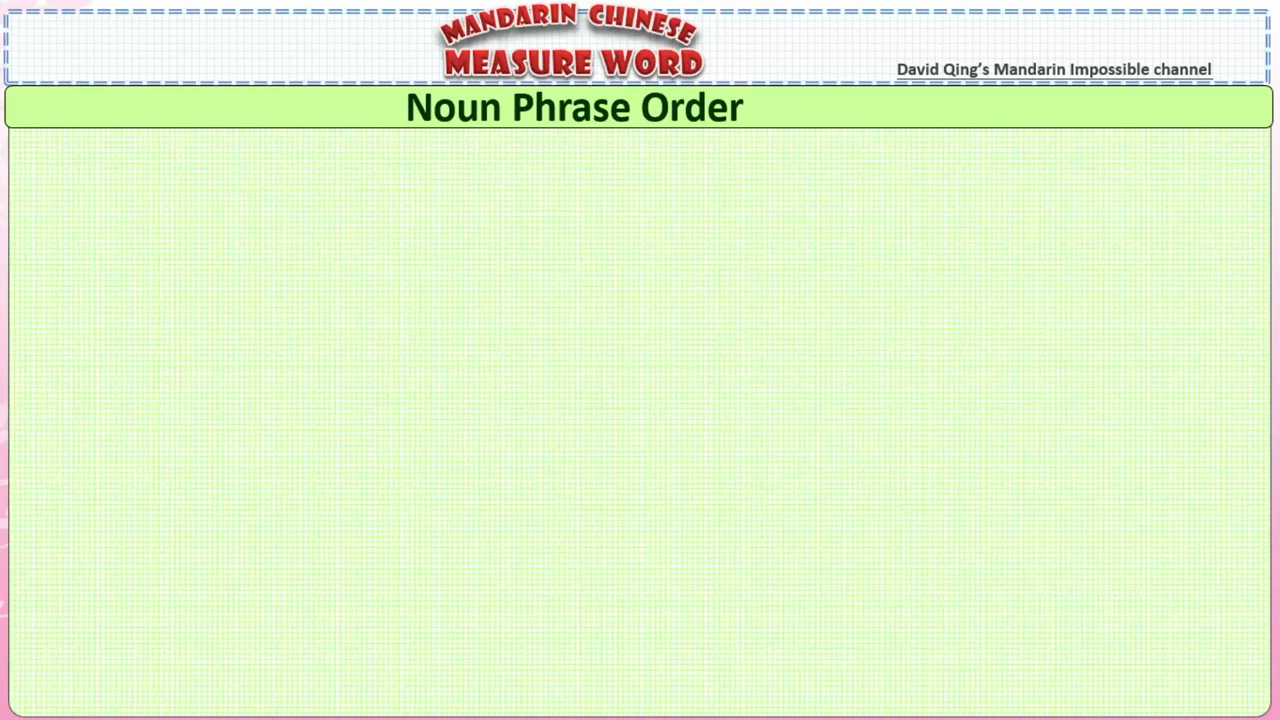 MANDARIN CHINESE
MEASURE WORD
David Qing's Mandarin Impossible channel
Noun Phrase Order